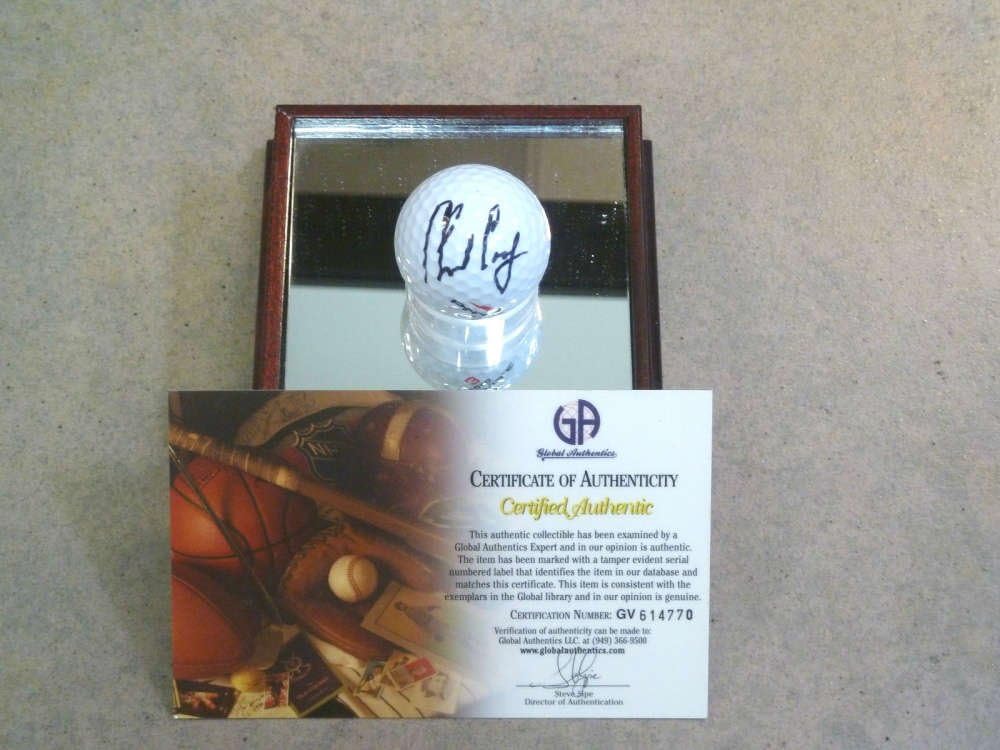 GA
Global Authentics
CERTIFICATE OF AUTHENTICITY
Certified Authentic
This authentic collectible has been examined by a
Global Authentics Expert and in our opinion is authentic.
The item has been marked with a tamper evident serial
numbered label that identifies the item in our database and
matches this certificate. This item is consistent with the
exemplars in the Global library and in our opinion is genuine.
CERTIFICATION NUMBER: GV 614770
Verification of authenticity can be made to:
Global Authentics LLC. at (949) 366-9500
www.globalauthentics.com
Steve Sipe
Director of Authentication